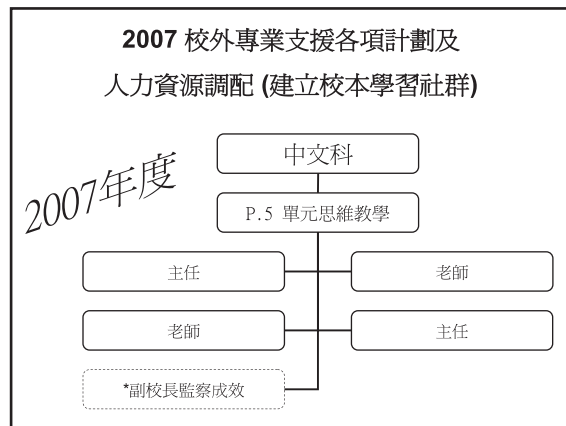 2007 校外專業支援各項計劃及
人力資源調配 (建立校本學習社群)
2007年度
中文科
P.5 單元思維教學
主任
老師
老師
主任
*副校長監察成效